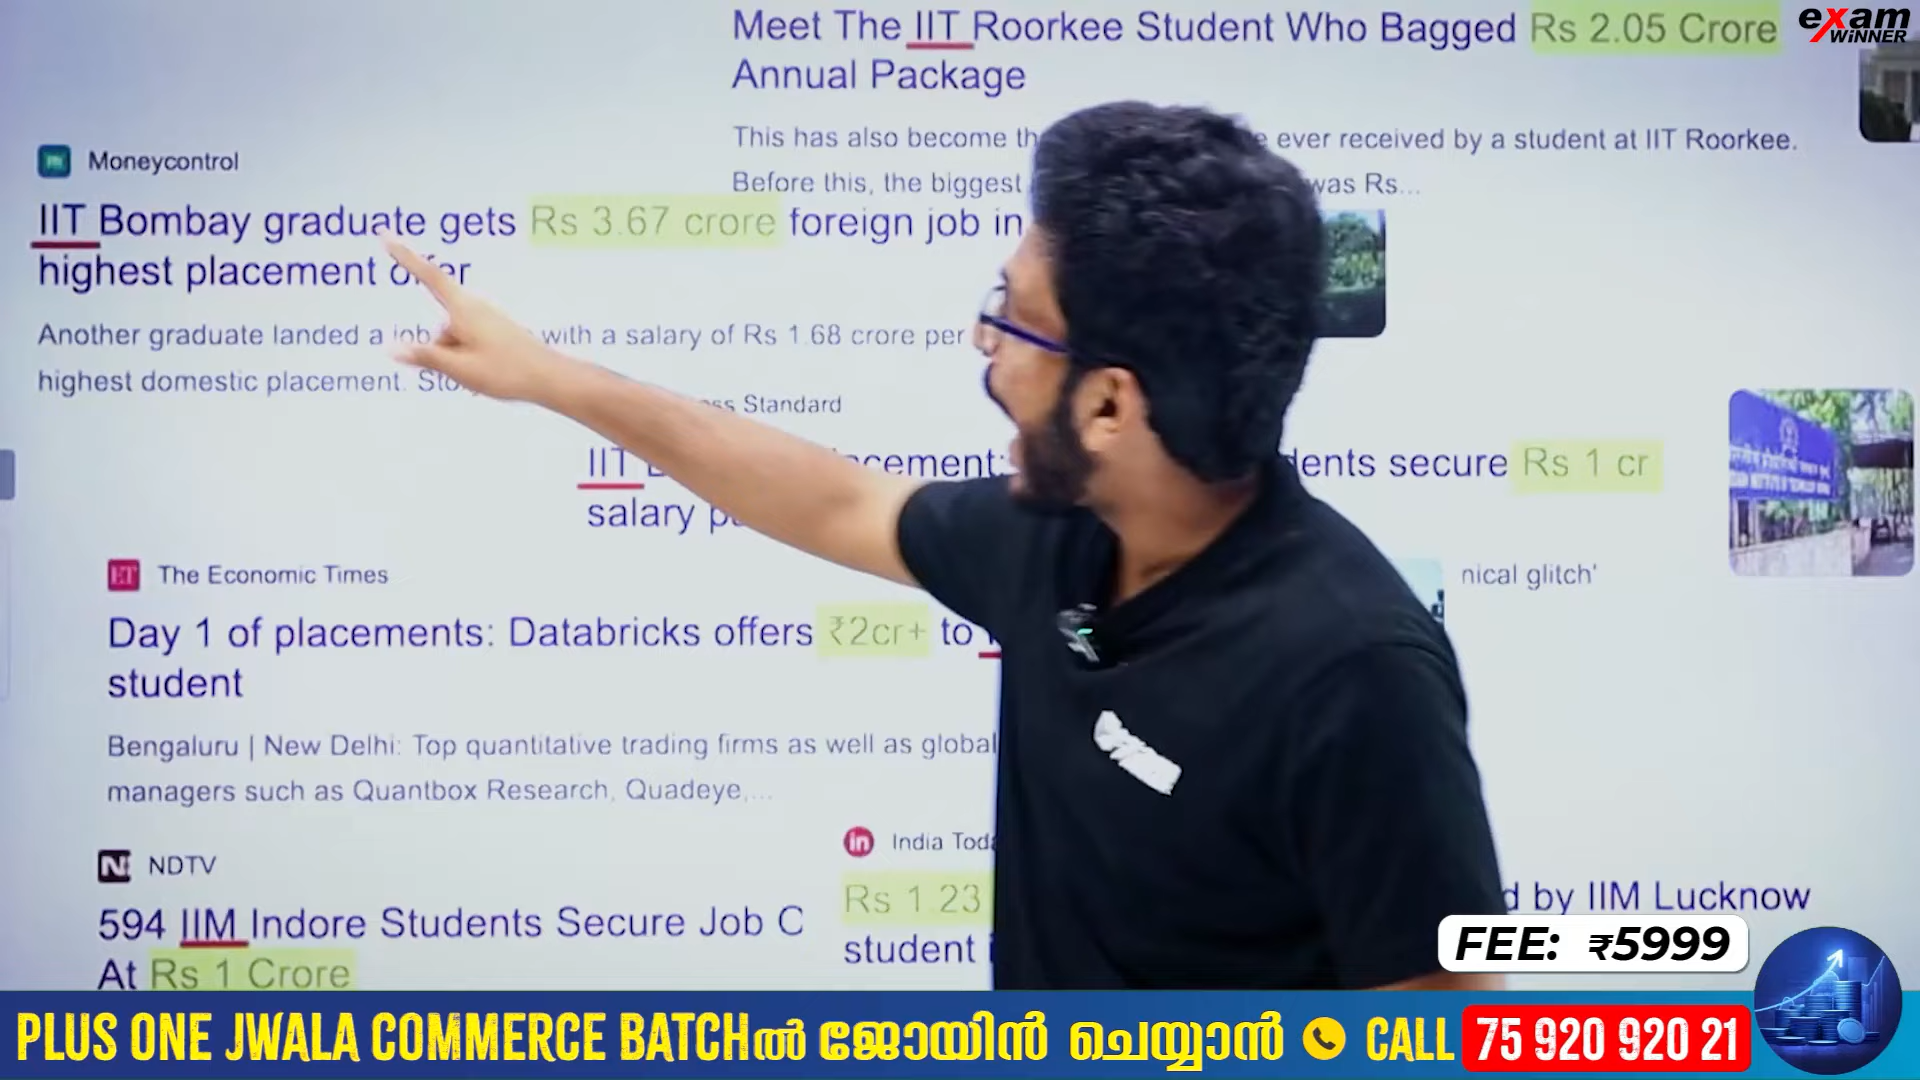 Meet The IIT Roorkee Student Who Bagged Rs 2.05 Crore
Annual Package
This has also become ever received by a student at IIT Roorkee.
Before this, the biggest was Rs...
exam
WINNER
Moneycontrol
IIT Bombay graduate gets Rs 3.67 crore foreign job in
highest placement offer
Another graduate landed a job with a salary of Rs 1.68 crore per
highest domestic placement.
Standard
IIT secure Rs 1 cr
salary
nical glitch'
ET The Economic Times
Day 1 of placements: Databricks offers ₹2cr+ to
student
Bengaluru | New Delhi: Top quantitative trading firms as well as global
managers such as Quantbox Research, Quadeye,...
N NDTV
594 IIM Indore Students Secure Job
At Rs 1 Crore
in India
Rs 1.23 by IIM Lucknow
student
FEE: ₹5999
PLUS ONE JWALA COMMERCE BATCHൽ ജോയിൻ ചെയ്യാൻ CALL 75 920 920 21